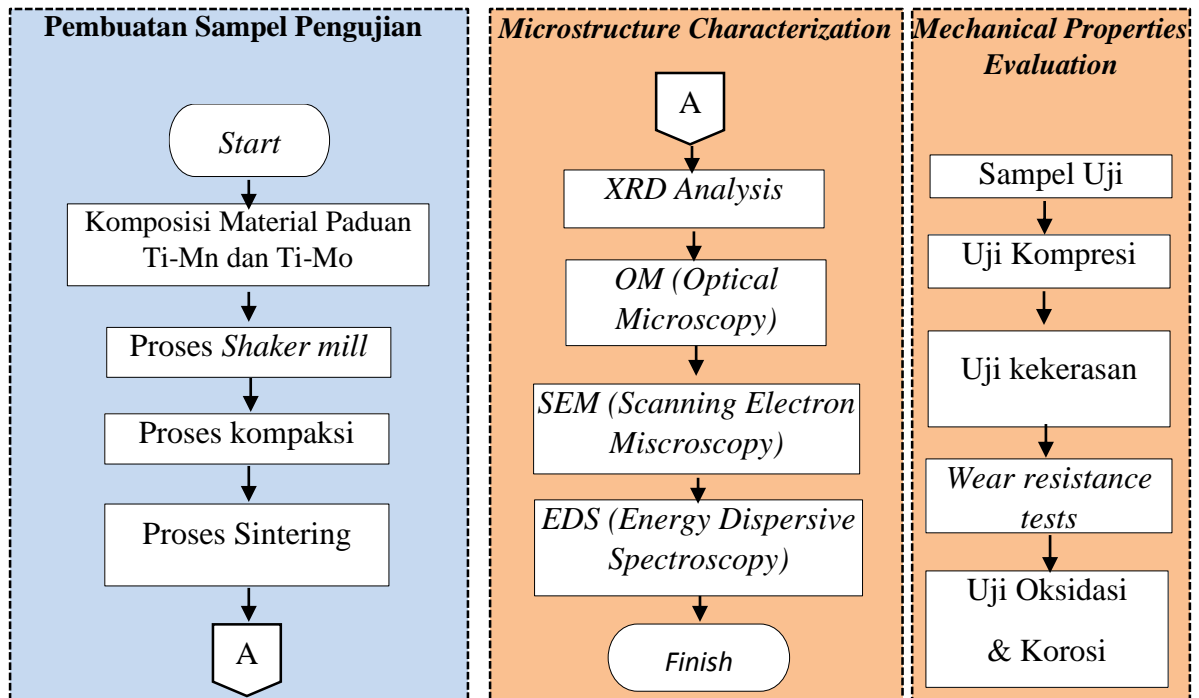 Pembuatan Sampel Pengujian
Start
Komposisi Material Paduan
Ti-Mn dan Ti-Mo
Proses Shaker mill
Proses kompaksi
Proses Sintering
A
Microstructure Characterization
A
XRD Analysis
OM (Optical
Microscopy)
SEM (Scanning Electron
Miscroscopy)
EDS (Energy Dispersive
Spectroscopy)
Finish
Mechanical Properties
Evaluation
Sampel Uji
Uji Kompresi
Uji kekerasan
Wear resistance
tests
Uji Oksidasi
& Korosi